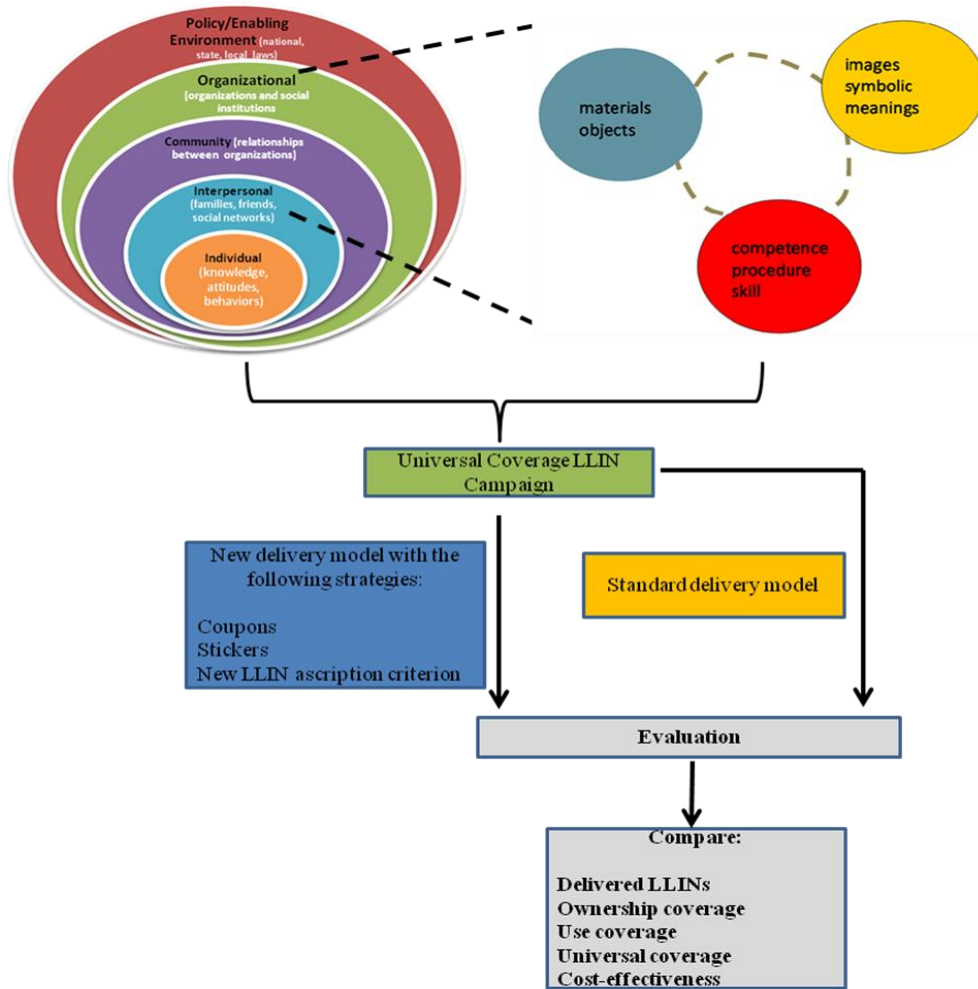 Policy/Enabling
Environment (national,
state, local laws)
Organizational
(organizations and social
institutions
Community (relationships
between organizations)
Interpersonal
(families, friends,
social networks)
Individual
(knowledge,
attitudes,
behaviors)
materials
objects
images
symbolic
meanings
competence
procedure
skill
Universal Coverage LLIN
Campaign
New delivery model with the
following strategies:
Coupons
Stickers
New LLIN ascription criterion
Standard delivery model
Evaluation
Compare:
Delivered LLINs
Ownership coverage
Use coverage
Universal coverage
Cost-effectiveness